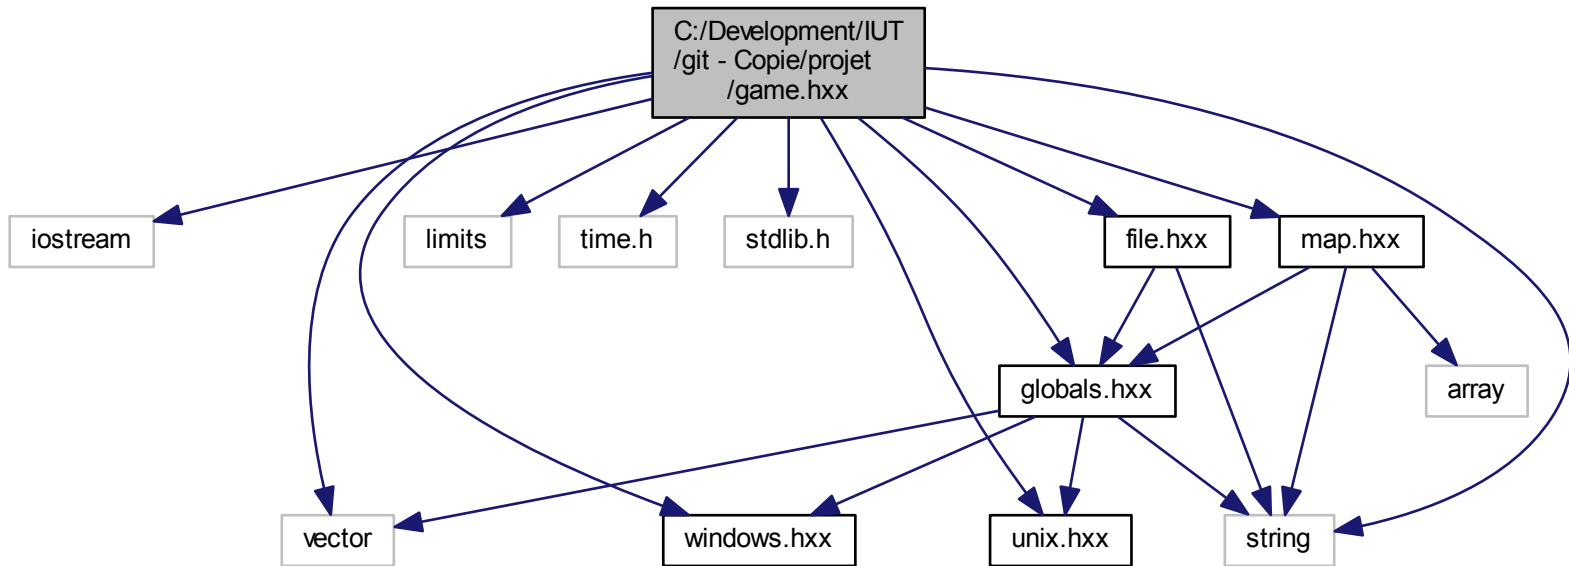 C:/Development/IUT
/git - Copie/projet
/game.hxx
iostream
limits
time.h
stdlib.h
file.hxx
map.hxx
globals.hxx
array
vector
windows.hxx
unix.hxx
string